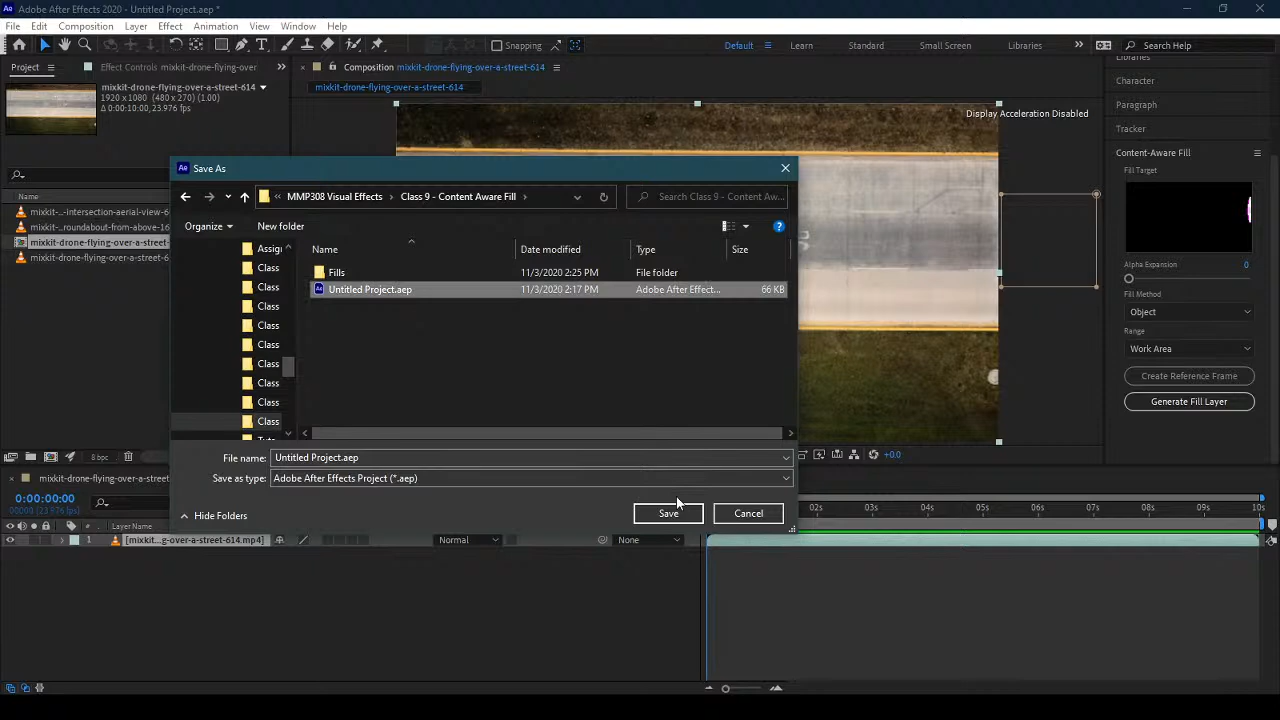 Adobe After Effects 2020 - Untitled Project.aep *
File Edit Composition Layer Effect Animation View Window Help
Snapping
Default Learn Standard Small Screen Libraries Search Help
Project Effect Controls mixkit-drone-flying-over
Composition mixkit-drone-flying-over-a-street-614
mixkit-drone-flying-over-a-street-614
mixkit-drone-flying-over-a-street-614
1920 x 1080 (480 x 270) (1.00)
Δ 0:00:10:00, 23.976 fps
Display Acceleration Disabled
Libraries
Character
Paragraph
Tracker
Content-Aware Fill
Fill Target
Alpha Expansion 0
Fill Method
Object
Range
Work Area
Create Reference Frame
Generate Fill Layer
Name
mixkit-...-intersection-aerial-view-6
mixkit-...roundabout-from-above-16
mixkit-drone-flying-over-a-street-
mixkit-drone-flying-over-a-street-6
Save As
MMP308 Visual Effects Class 9 - Content Aware Fill
Search Class 9 - Content Aw...
Organize New folder
Name Date modified Type Size
Assig
Class
Class
Class
Class
Class
Class
Class
Class
Class
Fills 11/3/2020 2:25 PM File folder
Untitled Project.aep 11/3/2020 2:17 PM Adobe After Effect... 66 KB
File name: Untitled Project.aep
Save as type: Adobe After Effects Project (*.aep)
Hide Folders
Save Cancel
8 bpc
+0.0
mixkit-drone-flying-over-a-street-
0:00:00:00
00000 (23.976 fps)
02s 03s 04s 05s 06s 07s 08s 09s 10s
# Layer Name
1 [mixkit...g-over-a-street-614.mp4] Normal None